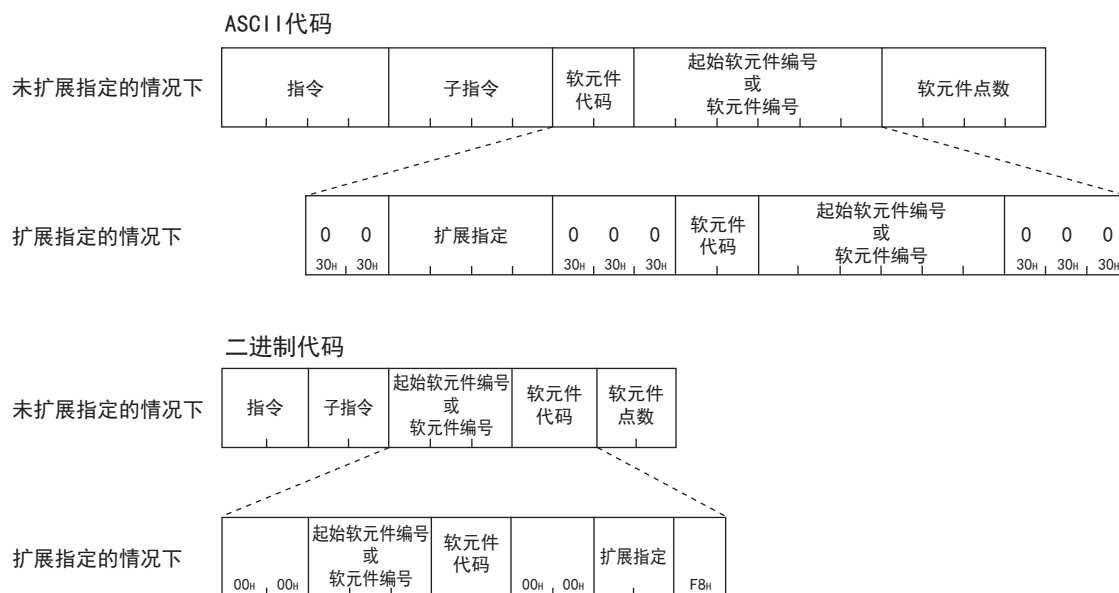 ASCII代码
未扩展指定的情况下
指令
子指令
软元件
代码
起始软元件编号
或
软元件编号
软元件点数
扩展指定的情况下
0 0
30H 30H
扩展指定
0 0 0
30H 30H 30H
软元件
代码
起始软元件编号
或
软元件编号
0 0 0
30H 30H 30H
二进制代码
未扩展指定的情况下
指令
子指令
起始软元件编号
或
软元件编号
软元件
代码
软元件
点数
扩展指定的情况下
00H 00H
起始软元件编号
或
软元件编号
软元件
代码
00H 00H
扩展指定
F8H